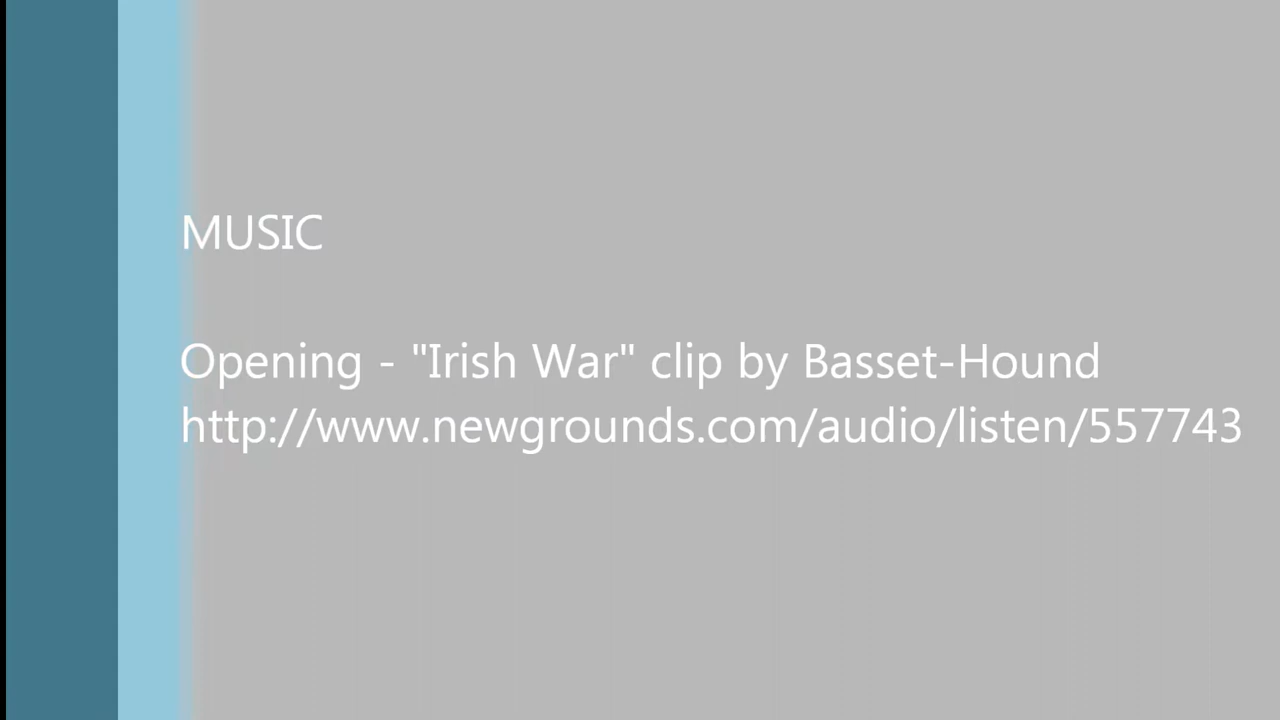 MUSIC
Opening - "Irish War" clip by Basset-Hound
http://www.newgrounds.com/audio/listen/557743